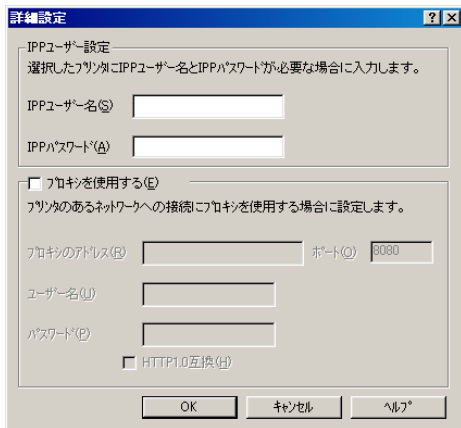 詳細設定
IPPユーザー設定
選択したプリンタにIPPユーザー名とIPPパスワードが必要な場合に入力します。
IPPユーザー名(S)
IPPパスワード(A)
プロキシを使用する(E)
プリンタのあるネットワークへの接続にプロキシを使用する場合に設定します。
プロキシのアドレス(R) ポート(O) 8080
ユーザー名(U)
パスワード(P)
HTTP1.0互換(H)
OK キャンセル ヘルプ